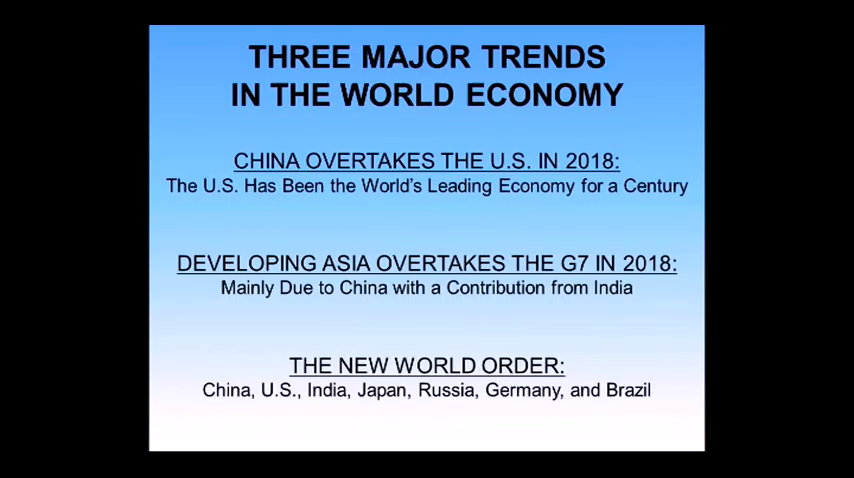 THREE MAJOR TRENDS
IN THE WORLD ECONOMY
CHINA OVERTAKES THE U.S. IN 2018:
The U.S. Has Been the World's Leading Economy for a Century
DEVELOPING ASIA OVERTAKES THE G7 IN 2018:
Mainly Due to China with a Contribution from India
THE NEW WORLD ORDER:
China, U.S., India, Japan, Russia, Germany, and Brazil